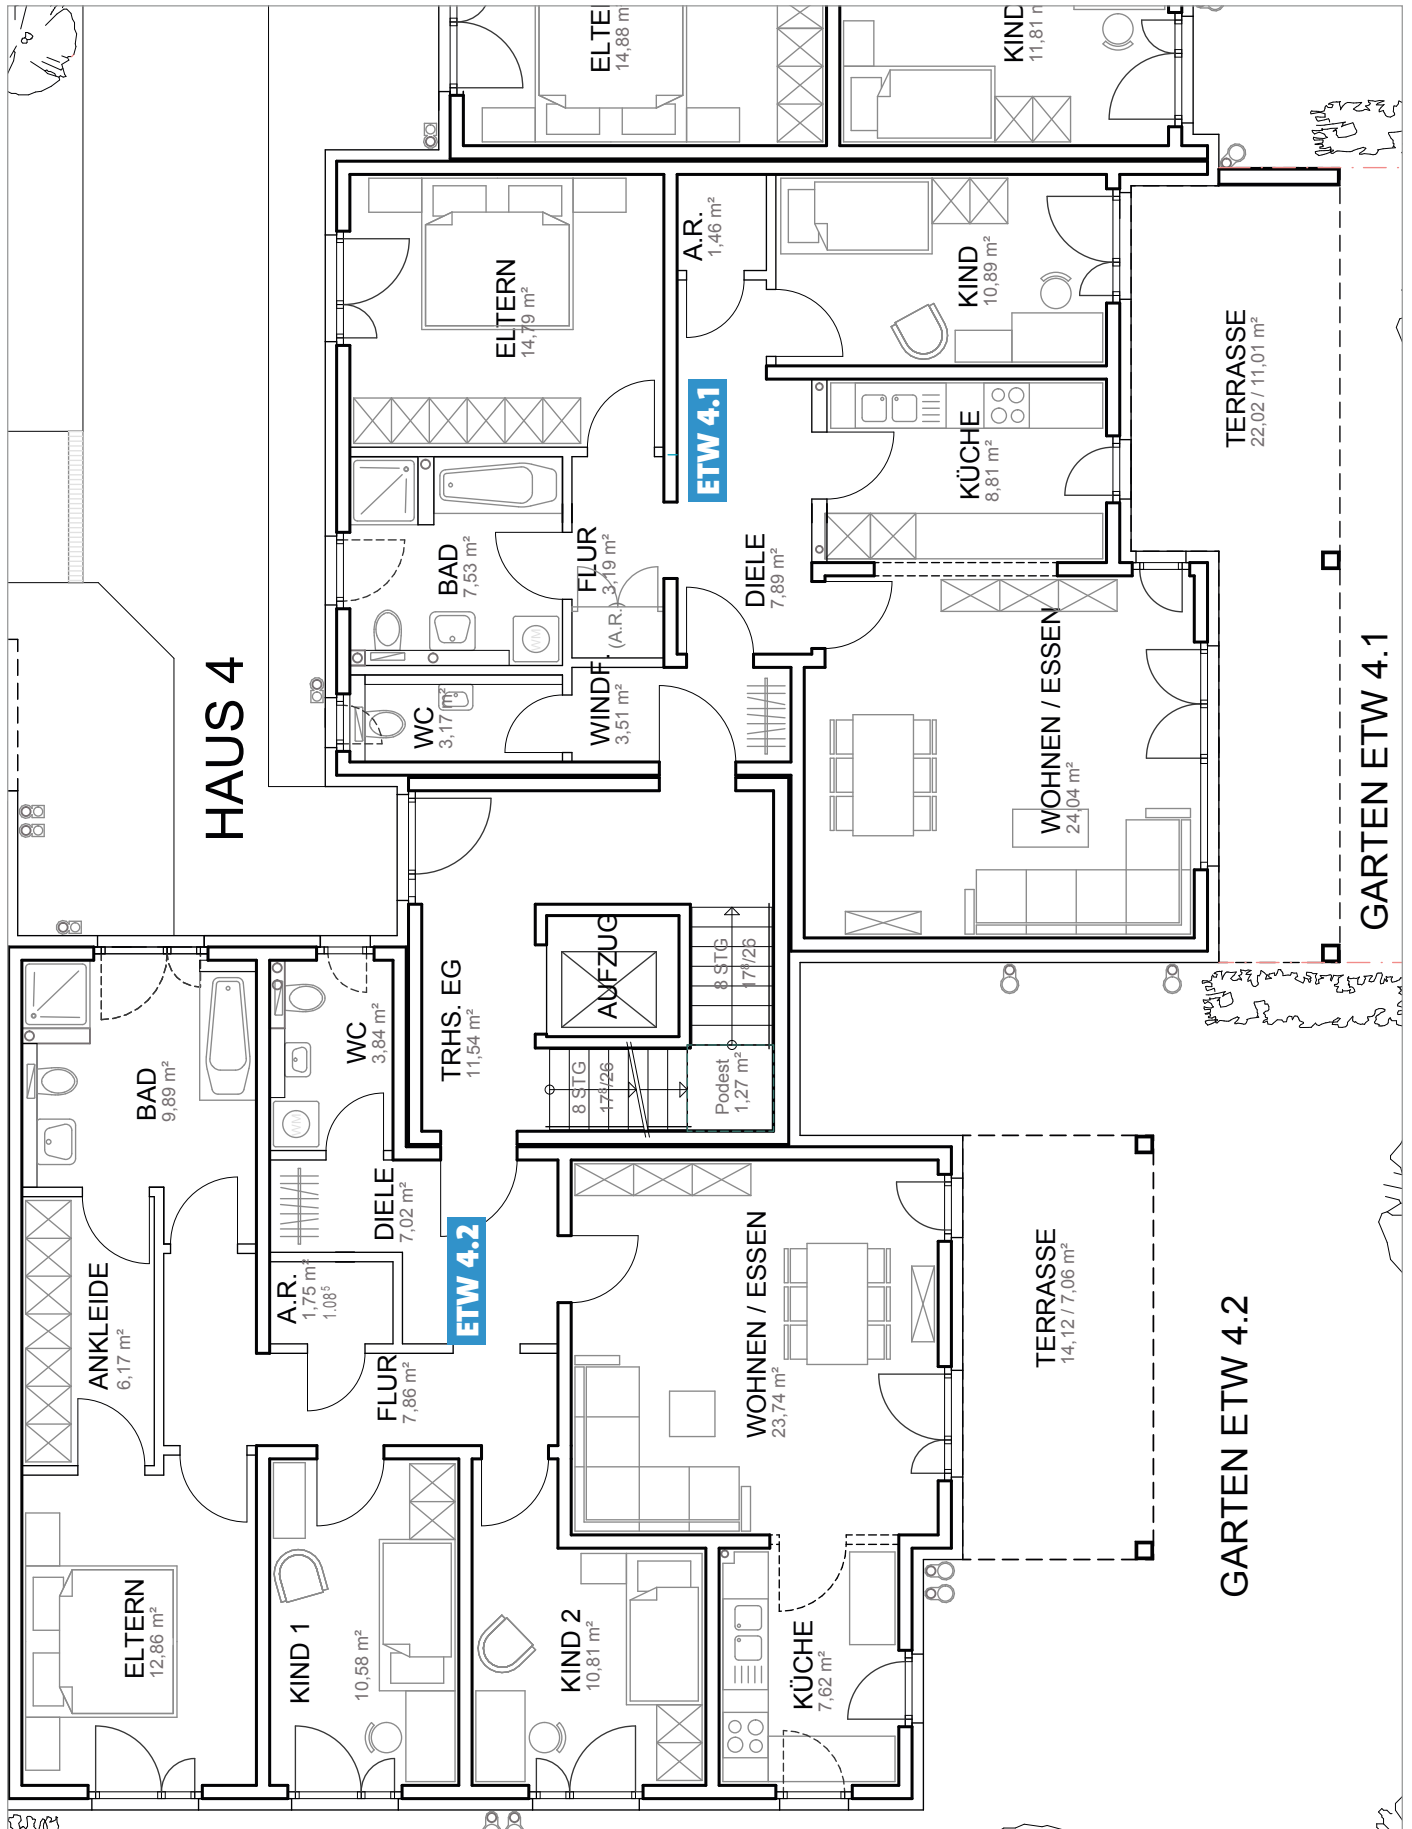 HAUS 4
ELTE
14,88 m
KIND
11,81 m
ELTERN
14,79 m²
A.R.
1,46 m²
KIND
10,89 m²
TERRASSE
22,02 / 11,01 m²
ETW 4.1
KÜCHE
8,81 m²
BAD
7,53 m²
FLUR
3,19 m²
(A.R.)
DIELE
7,89 m²
WM
WC
3,17 m²
WINDF.
3,51 m²
WOHNEN / ESSEN
24,04 m²
GARTEN ETW 4.1
TRHS. EG
11,54 m²
AUFZUG
8 STG
17⁸/26
8 STG
17⁸/26
Podest
1,27 m²
BAD
9,89 m²
WC
3,84 m²
WM
DIELE
7,02 m²
ETW 4.2
A.R.
1,75 m²
1.08⁵
ANKLEIDE
6,17 m²
FLUR
7,86 m²
WOHNEN / ESSEN
23,74 m²
TERRASSE
14,12 / 7,06 m²
GARTEN ETW 4.2
ELTERN
12,86 m²
KIND 1
10,58 m²
KIND 2
10,81 m²
KÜCHE
7,62 m²